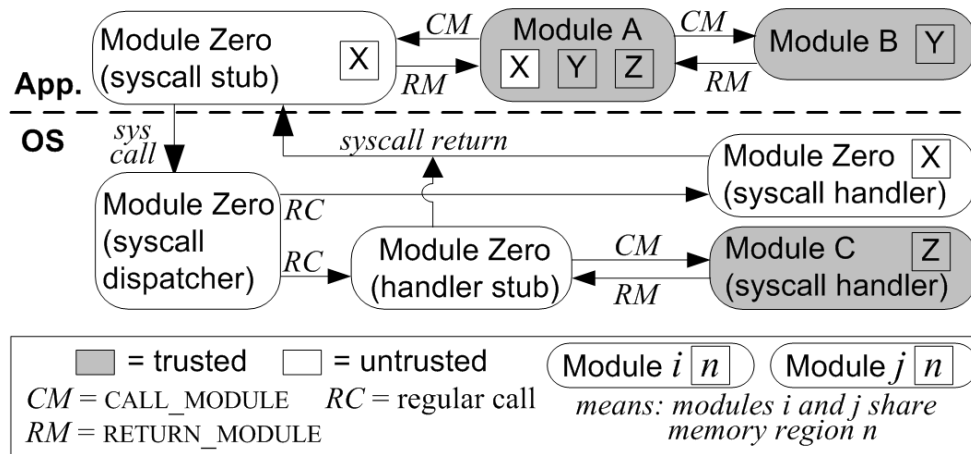 Module Zero
(syscall stub)
X
CM
RM
Module A
X Y Z
CM
RM
Module B Y
App.
OS
sys
call
syscall return
Module Zero
(syscall handler)
X
Module Zero
(syscall
dispatcher)
RC
RC
Module Zero
(handler stub)
CM
RM
Module C
(syscall handler)
Z
= trusted = untrusted
CM = CALL_MODULE RC = regular call
RM = RETURN_MODULE
Module i n Module j n
means: modules i and j share
memory region n